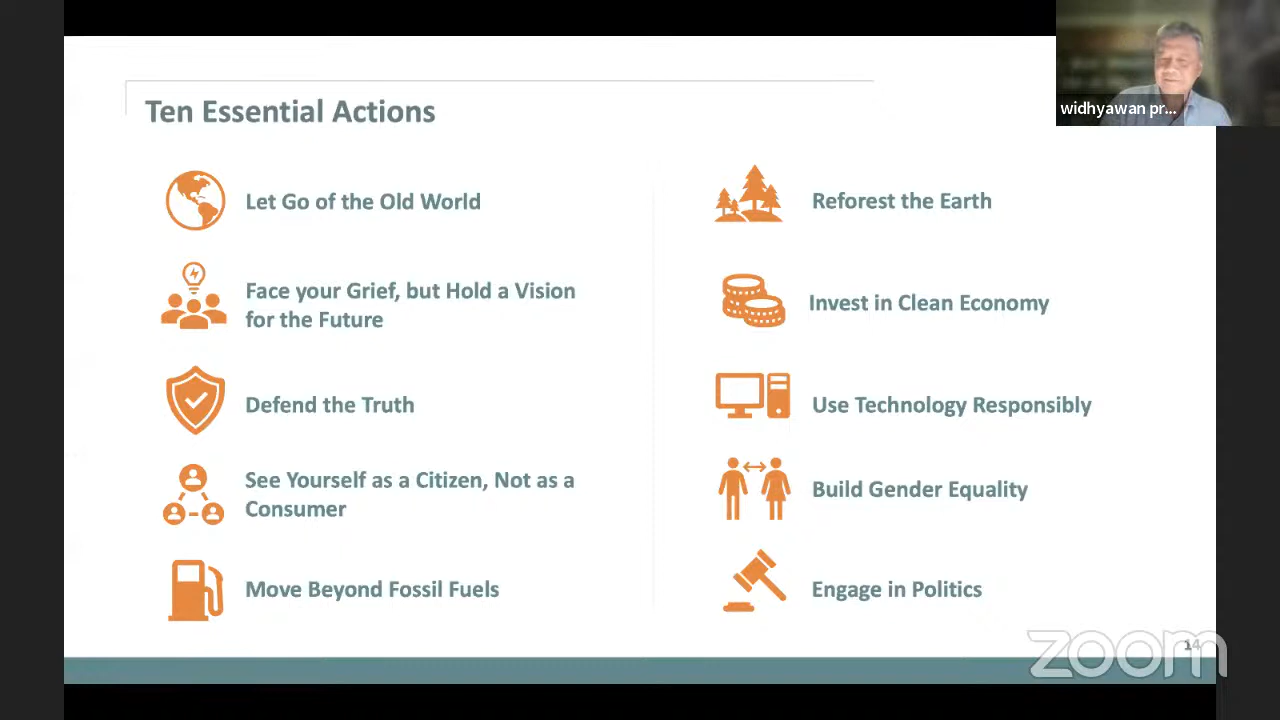 widhyawan pr...
Ten Essential Actions
Let Go of the Old World
Face your Grief, but Hold a Vision
for the Future
Defend the Truth
See Yourself as a Citizen, Not as a
Consumer
Move Beyond Fossil Fuels
Reforest the Earth
Invest in Clean Economy
Use Technology Responsibly
Build Gender Equality
Engage in Politics
14
zoom